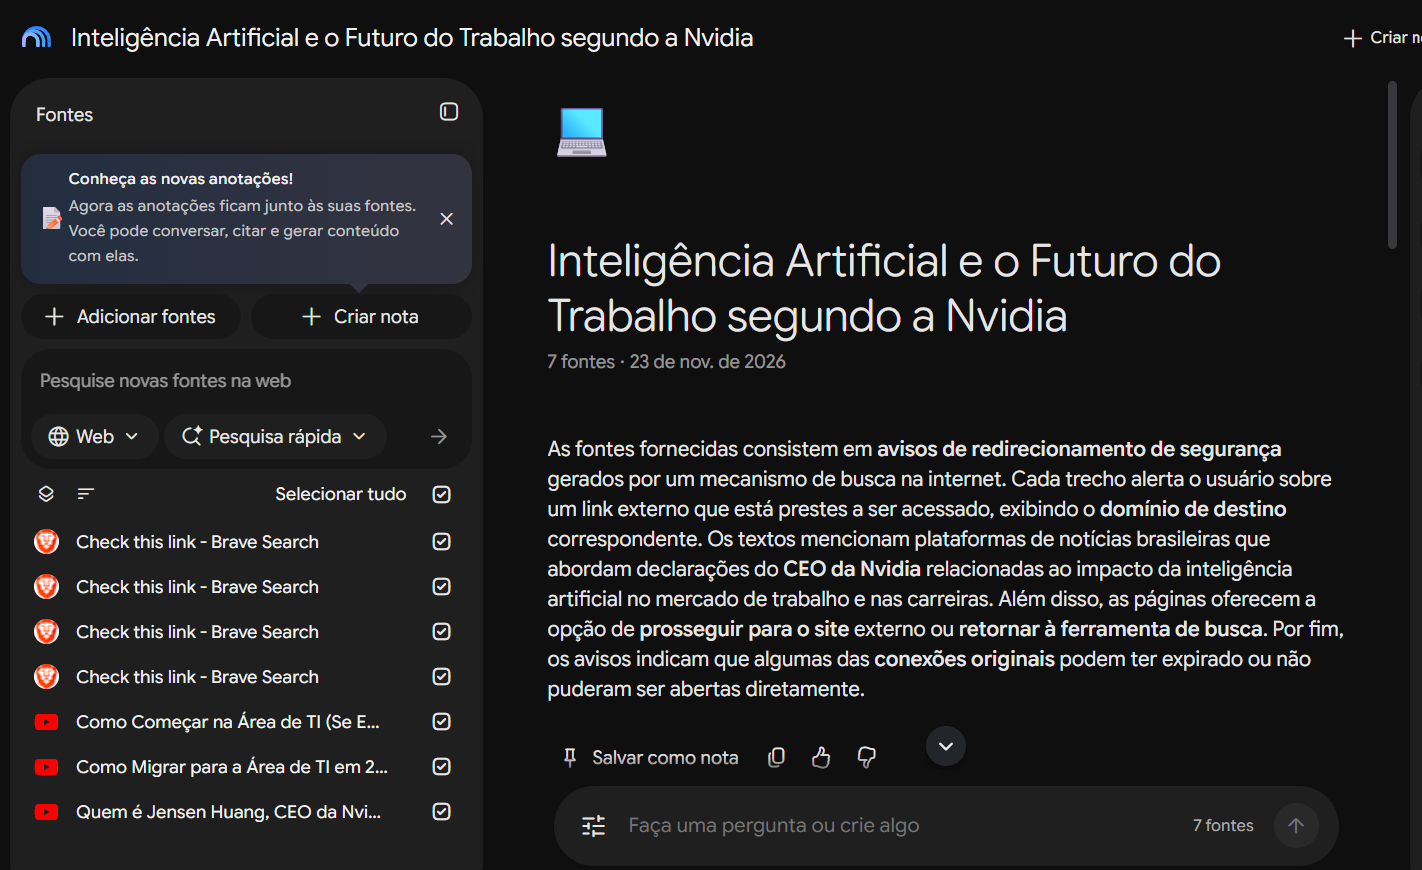 Inteligência Artificial e o Futuro do Trabalho segundo a Nvidia
Criar
Fontes
Conheça as novas anotações!
Agora as anotações ficam junto às suas fontes.
Você pode conversar, citar e gerar conteúdo
com elas.
Adicionar fontes
Criar nota
Pesquise novas fontes na web
Web
Pesquisa rápida
Selecionar tudo
Check this link - Brave Search
Check this link - Brave Search
Check this link - Brave Search
Check this link - Brave Search
Como Começar na Área de TI (Se E...
Como Migrar para a Área de TI em 2...
Quem é Jensen Huang, CEO da Nvi...
Inteligência Artificial e o Futuro do
Trabalho segundo a Nvidia
7 fontes · 23 de nov. de 2026
As fontes fornecidas consistem em avisos de redirecionamento de segurança
gerados por um mecanismo de busca na internet. Cada trecho alerta o usuário sobre
um link externo que está prestes a ser acessado, exibindo o domínio de destino
correspondente. Os textos mencionam plataformas de notícias brasileiras que
abordam declarações do CEO da Nvidia relacionadas ao impacto da inteligência
artificial no mercado de trabalho e nas carreiras. Além disso, as páginas oferecem a
opção de prosseguir para o site externo ou retornar à ferramenta de busca. Por fim,
os avisos indicam que algumas das conexões originais podem ter expirado ou não
puderam ser abertas diretamente.
Salvar como nota
Faça uma pergunta ou crie algo
7 fontes